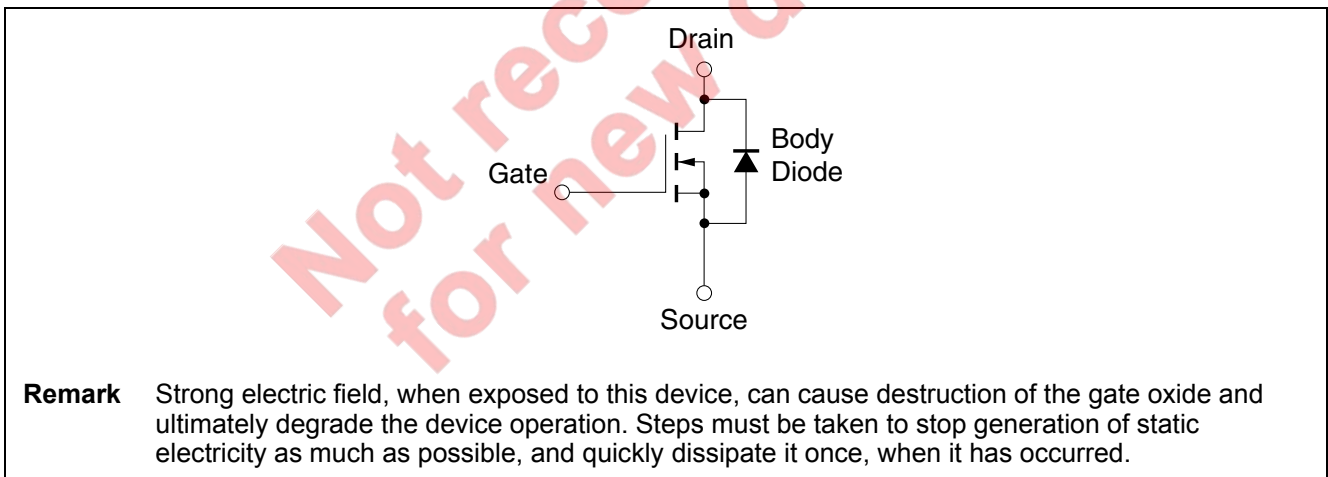 Drain
Body
Diode
Gate
Source
Not reco
for new d
Remark Strong electric field, when exposed to this device, can cause destruction of the gate oxide and
ultimately degrade the device operation. Steps must be taken to stop generation of static
electricity as much as possible, and quickly dissipate it once, when it has occurred.